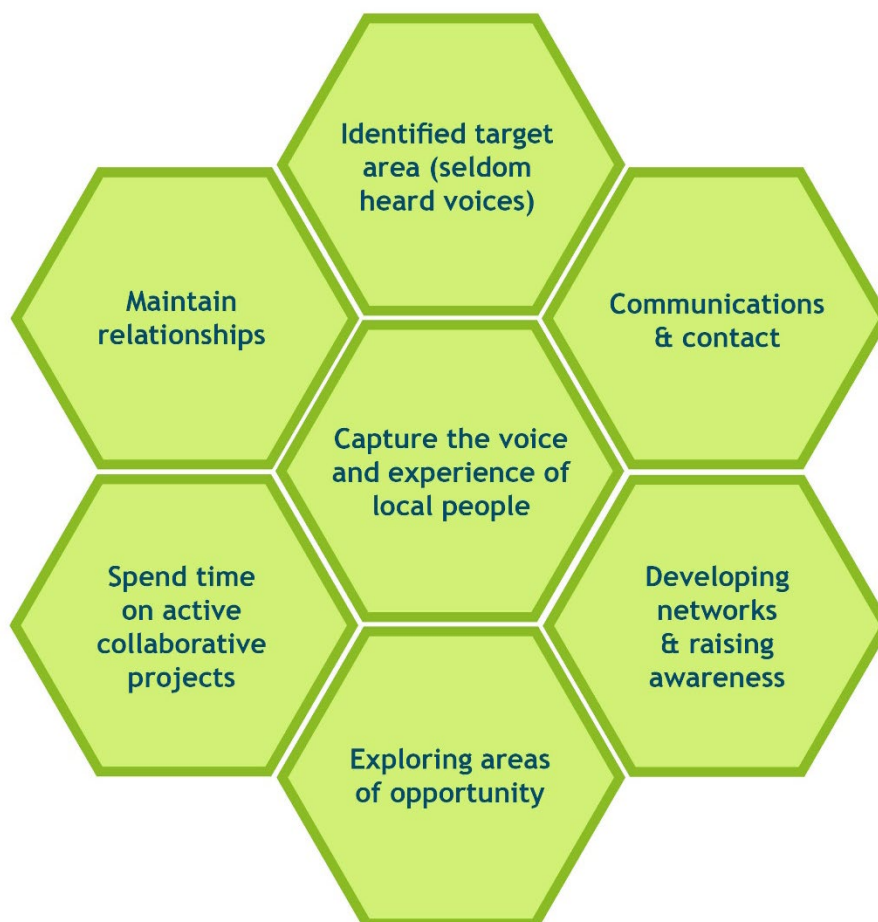 Identified target
area (seldom
heard voices)
Maintain
relationships
Communications
& contact
Capture the voice
and experience of
local people
Spend time
on active
collaborative
projects
Developing
networks
& raising
awareness
Exploring areas
of opportunity